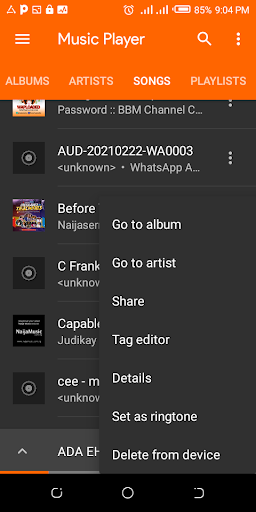 85% 9:04 PM
Music Player
ALBUMS ARTISTS SONGS PLAYLISTS
Password :: BBM Channel C...
AUD-20210222-WA0003
<unknown> • WhatsApp A...
Before
Naijasen
C Frank
<unknow
Capable
Judikay
cee - m
<unknow
ADA EH
Go to album
Go to artist
Share
Tag editor
Details
Set as ringtone
Delete from device
NaijaMusic